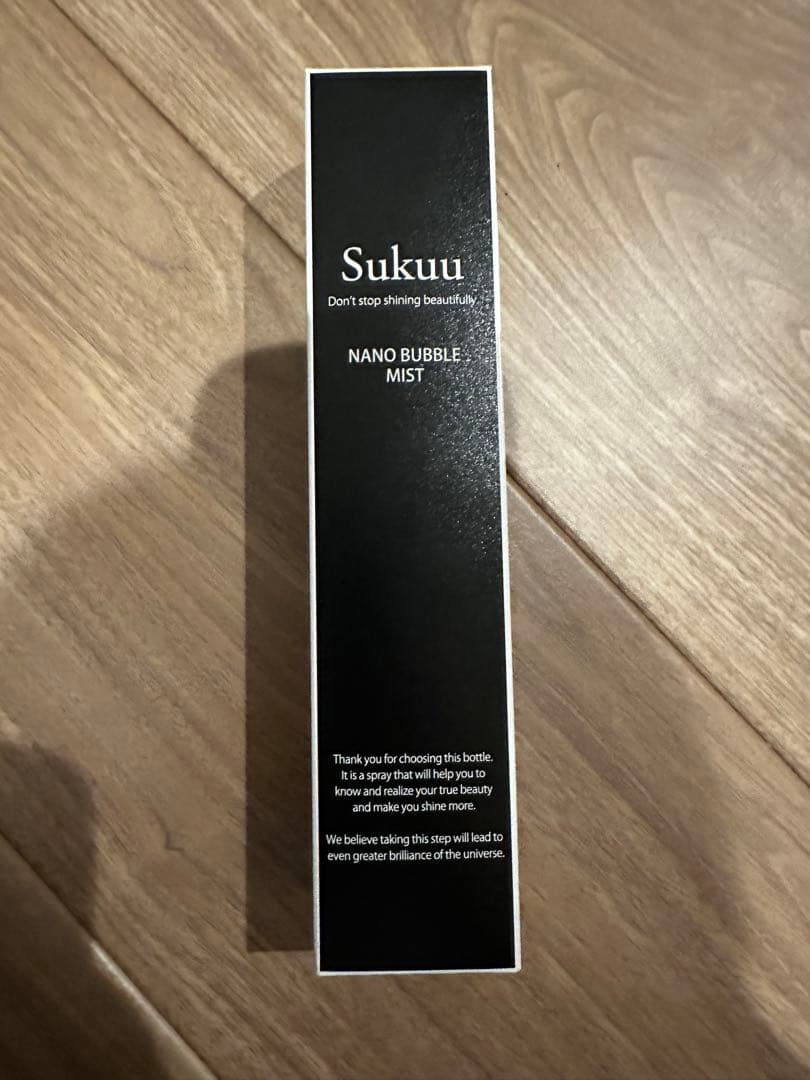 Sukuu
Don't stop shining beautifully
NANO BUBBLE
MIST
Thank you for choosing this bottle.
It is a spray that will help you to
know and realize your true beauty
and make you shine more.
We believe taking this step will lead to
even greater brilliance of the universe.